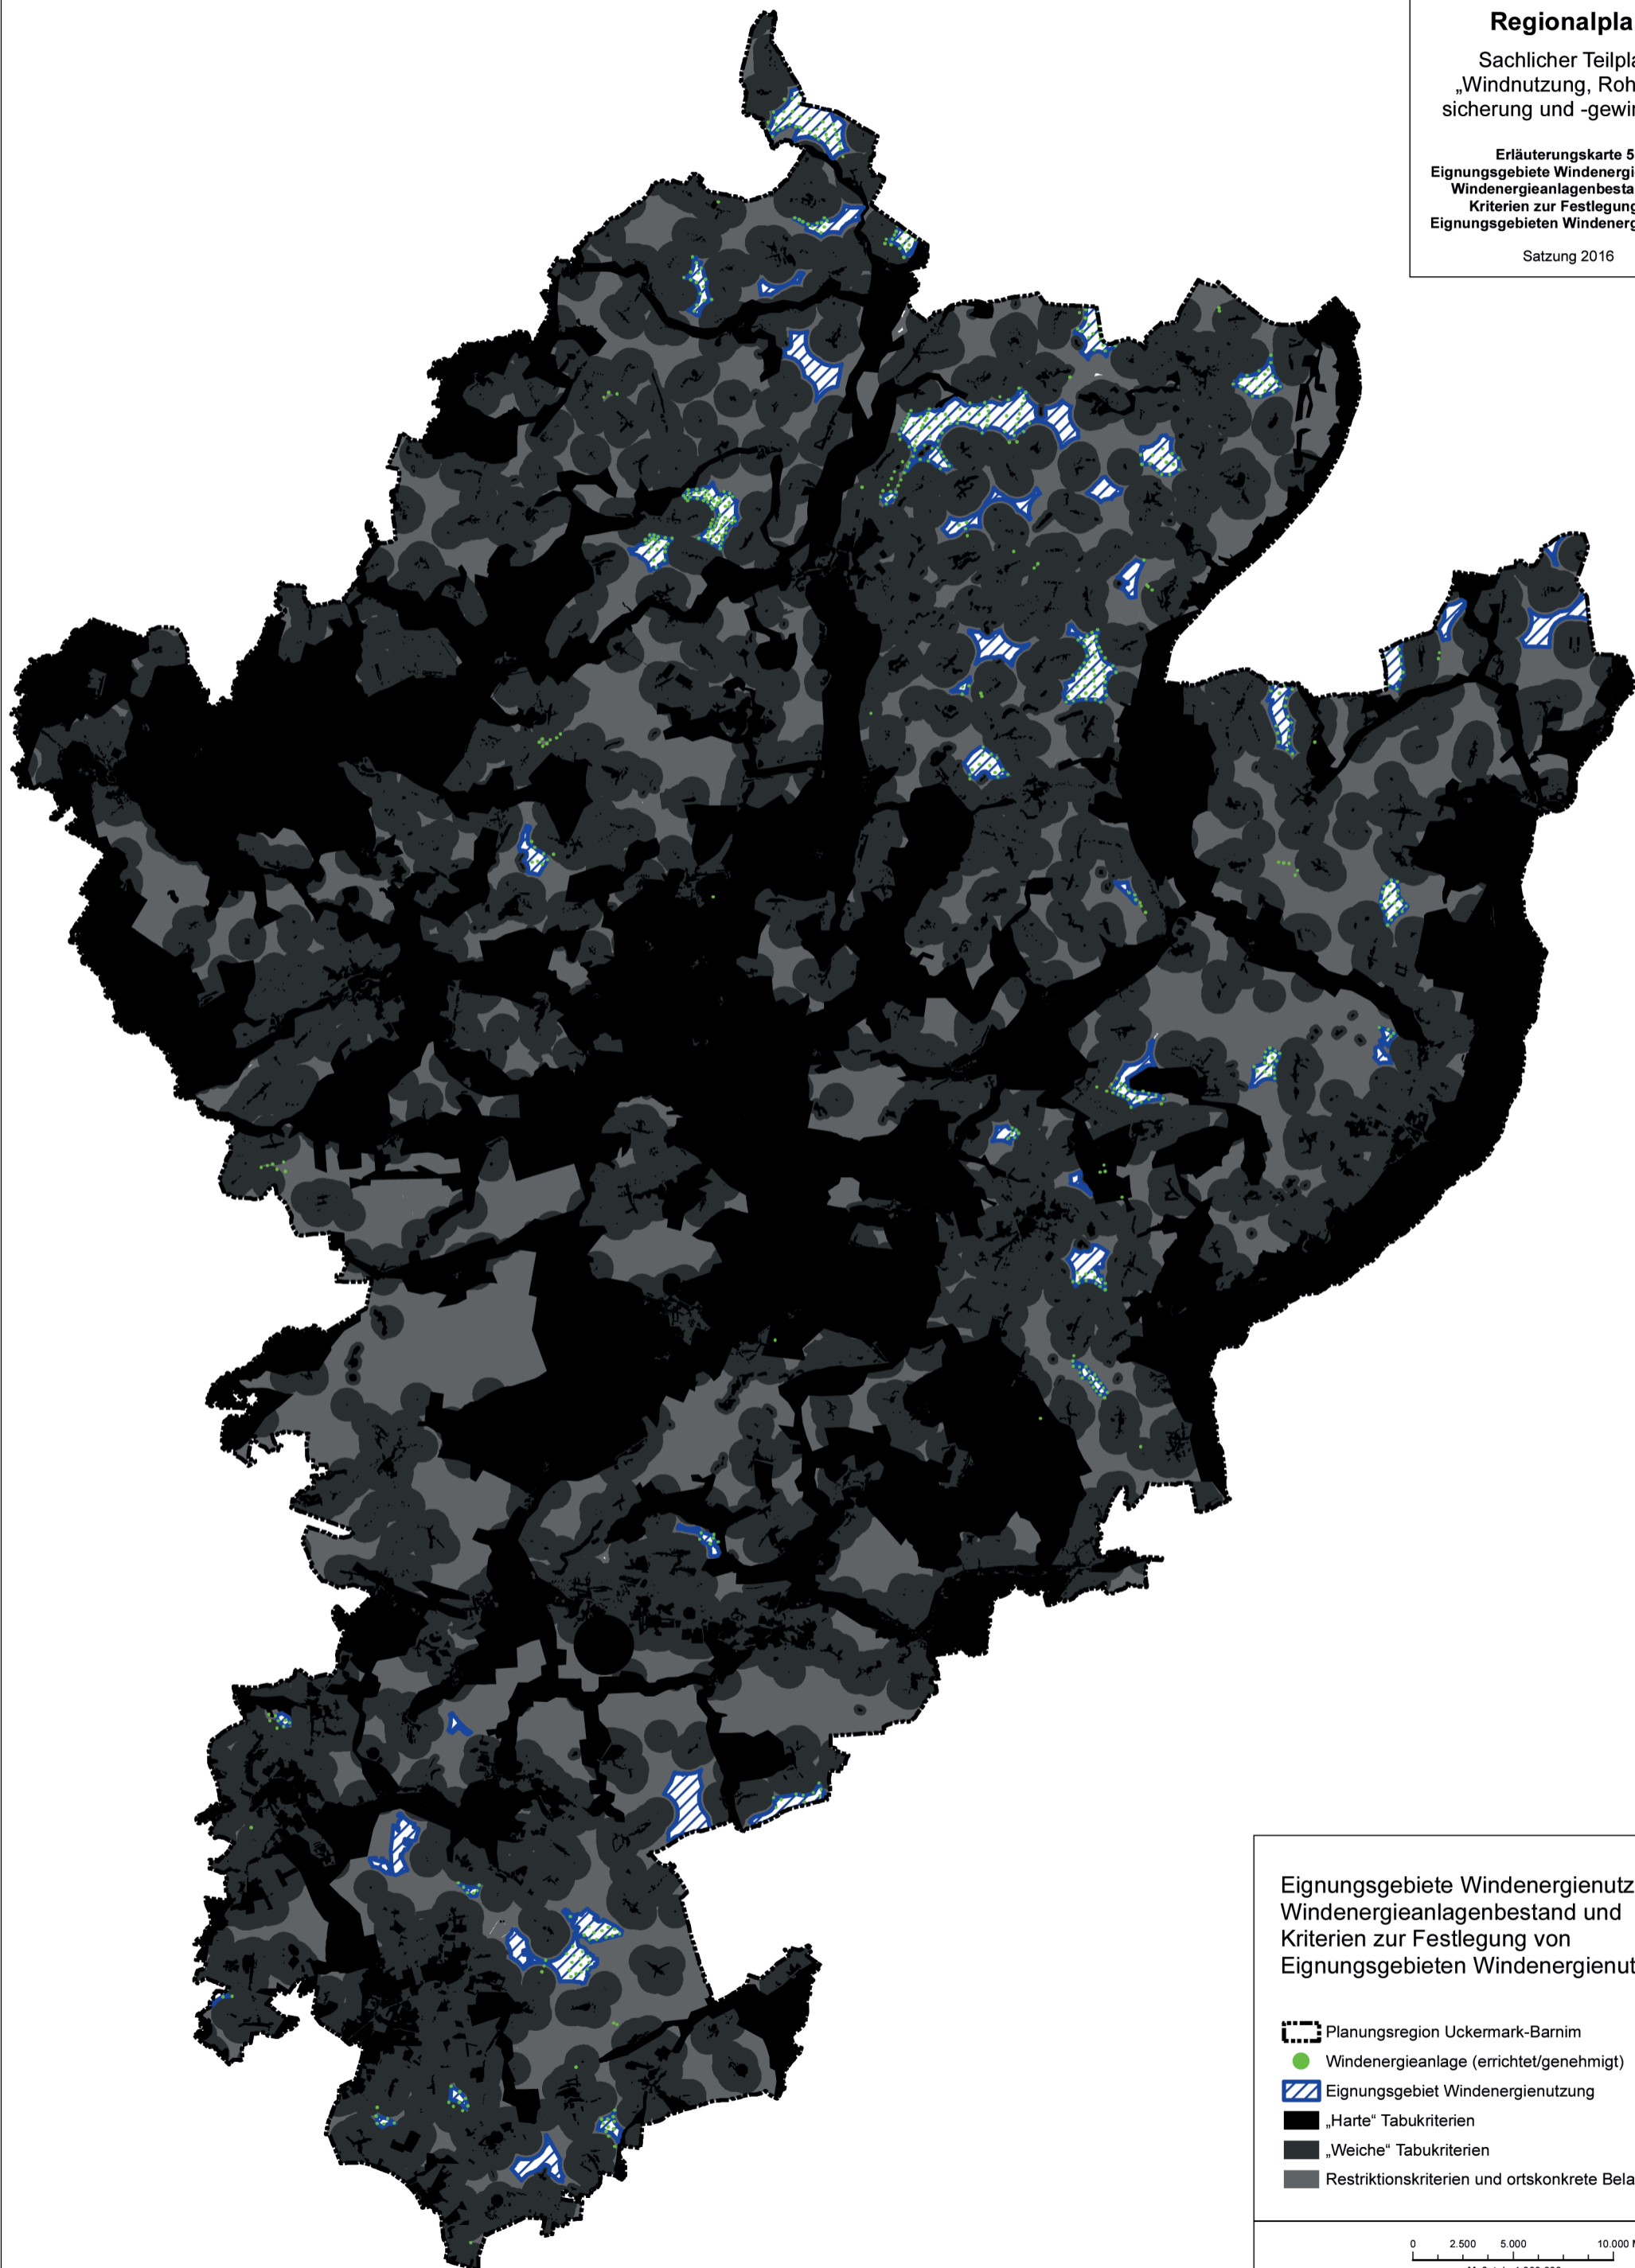 Regionalpla
Sachlicher Teilpla
„Windnutzung, Roh
sicherung und -gewin
Erläuterungskarte 5
Eignungsgebiete Windenergi
Windenergieanlagenbesta
Kriterien zur Festlegung
Eignungsgebieten Windenerg
Satzung 2016
Eignungsgebiete Windenergienutz
Windenergieanlagenbestand und
Kriterien zur Festlegung von
Eignungsgebieten Windenergienut
Planungsregion Uckermark-Barnim
Windenergieanlage (errichtet/genehmigt)
Eignungsgebiet Windenergienutzung
„Harte“ Tabukriterien
„Weiche“ Tabukriterien
Restriktionskriterien und ortskonkrete Bela
0 2.500 5.000 10.000